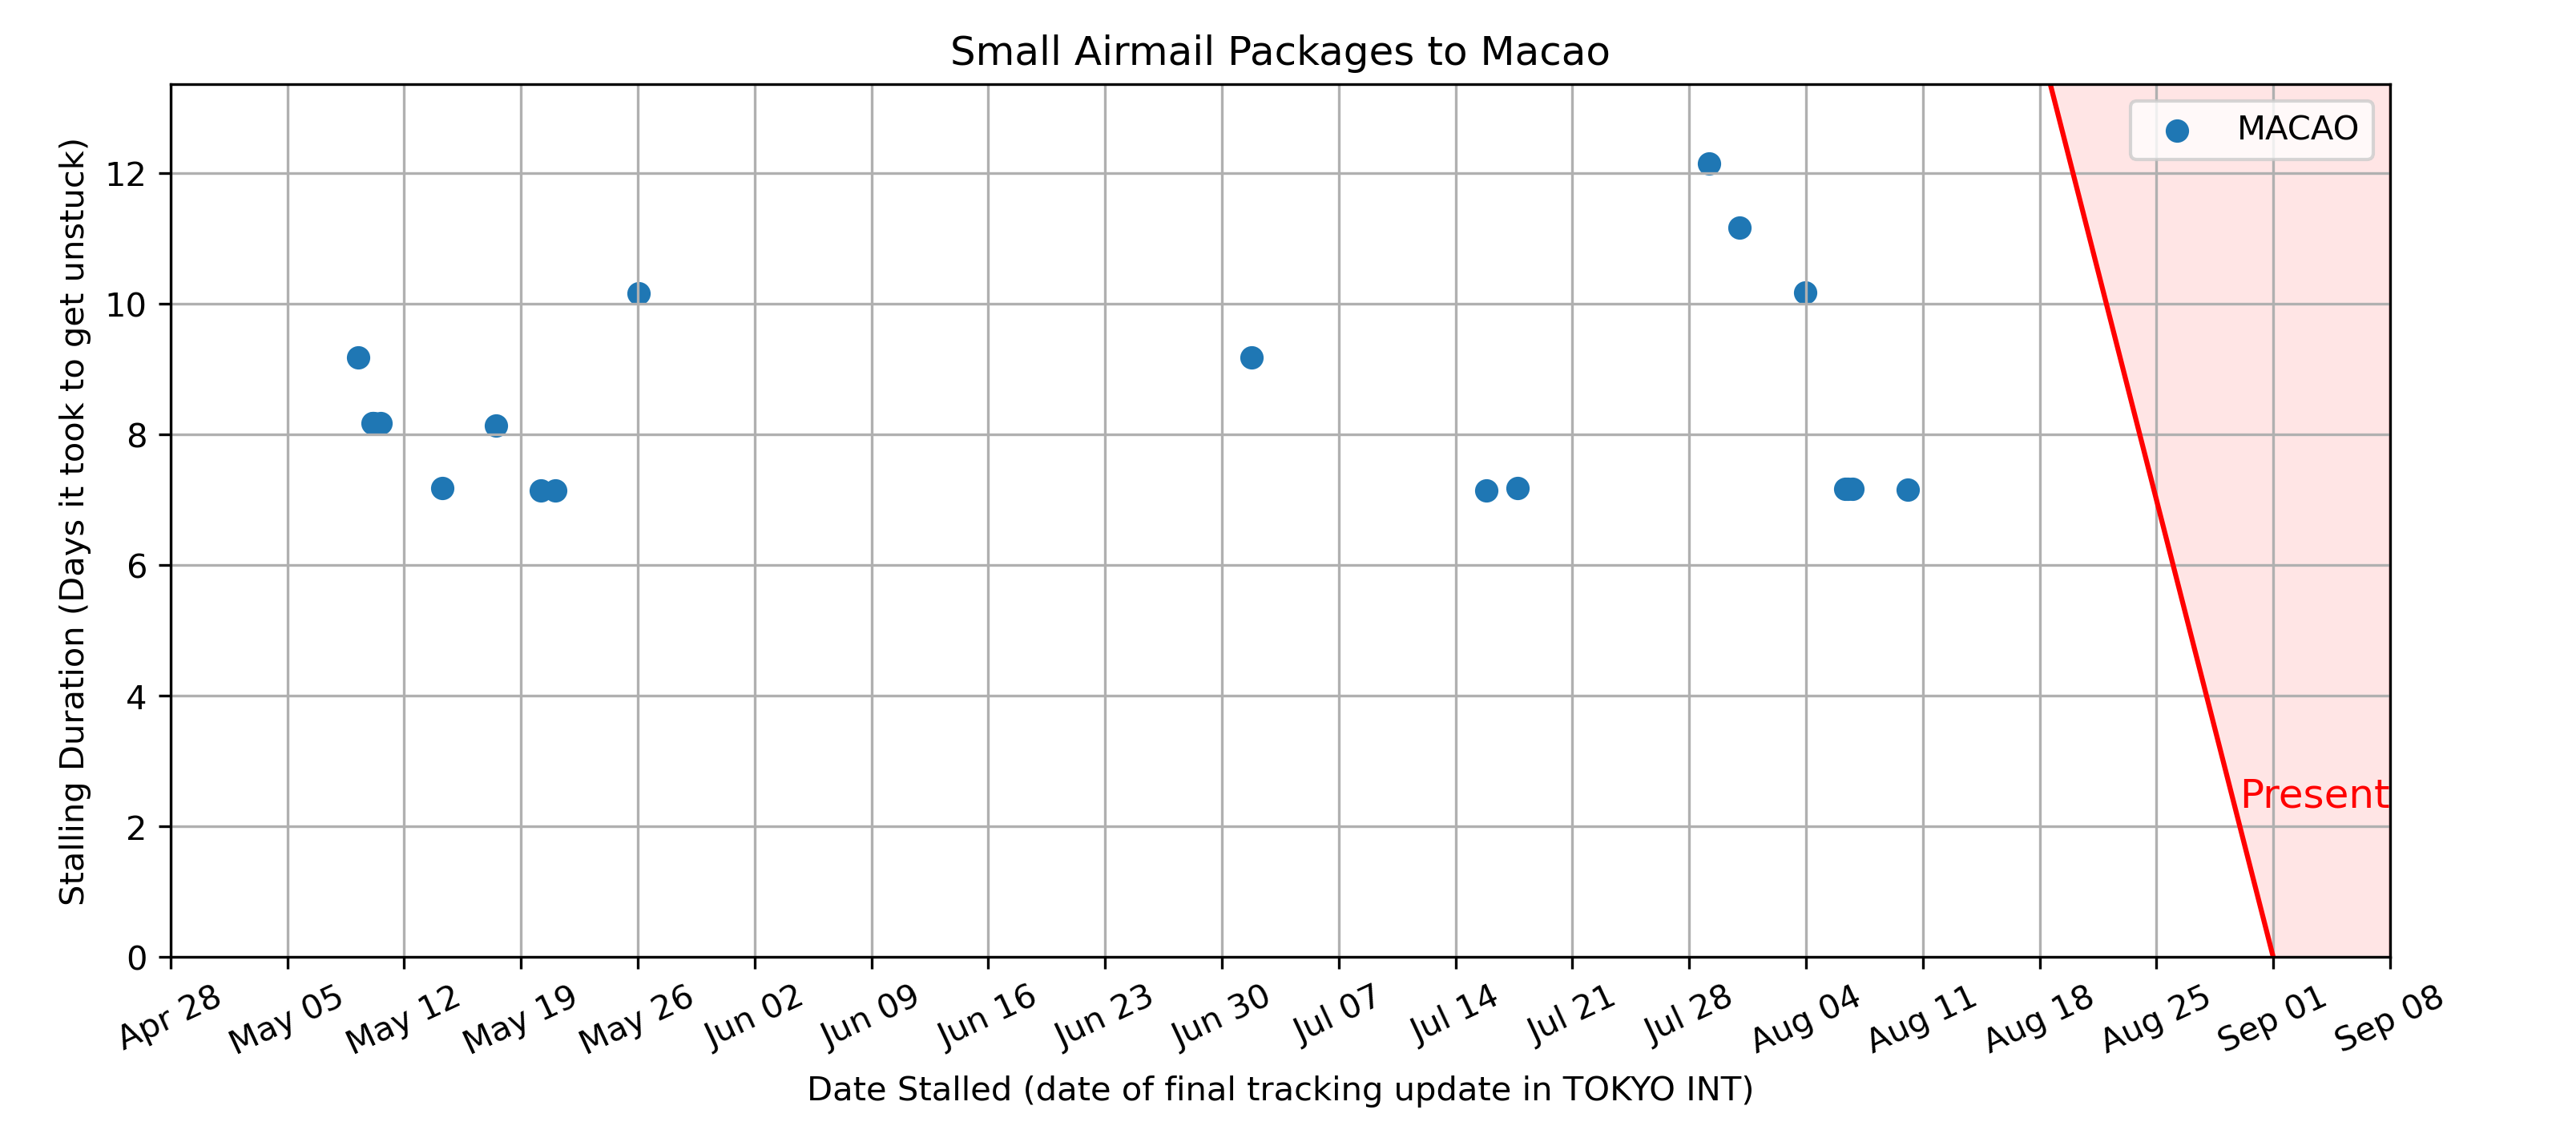 Small Airmail Packages to Macao
MACAO
Stalling Duration (Days it took to get unstuck)
12
10
8
6
4
2
0
Present
Apr 28
May 05
May 12
May 19
May 26
Jun 02
Jun 09
Jun 16
Jun 23
Jun 30
Jul 07
Jul 14
Jul 21
Jul 28
Aug 04
Aug 11
Aug 18
Aug 25
Sep 01
Sep 08
Date Stalled (date of final tracking update in TOKYO INT)